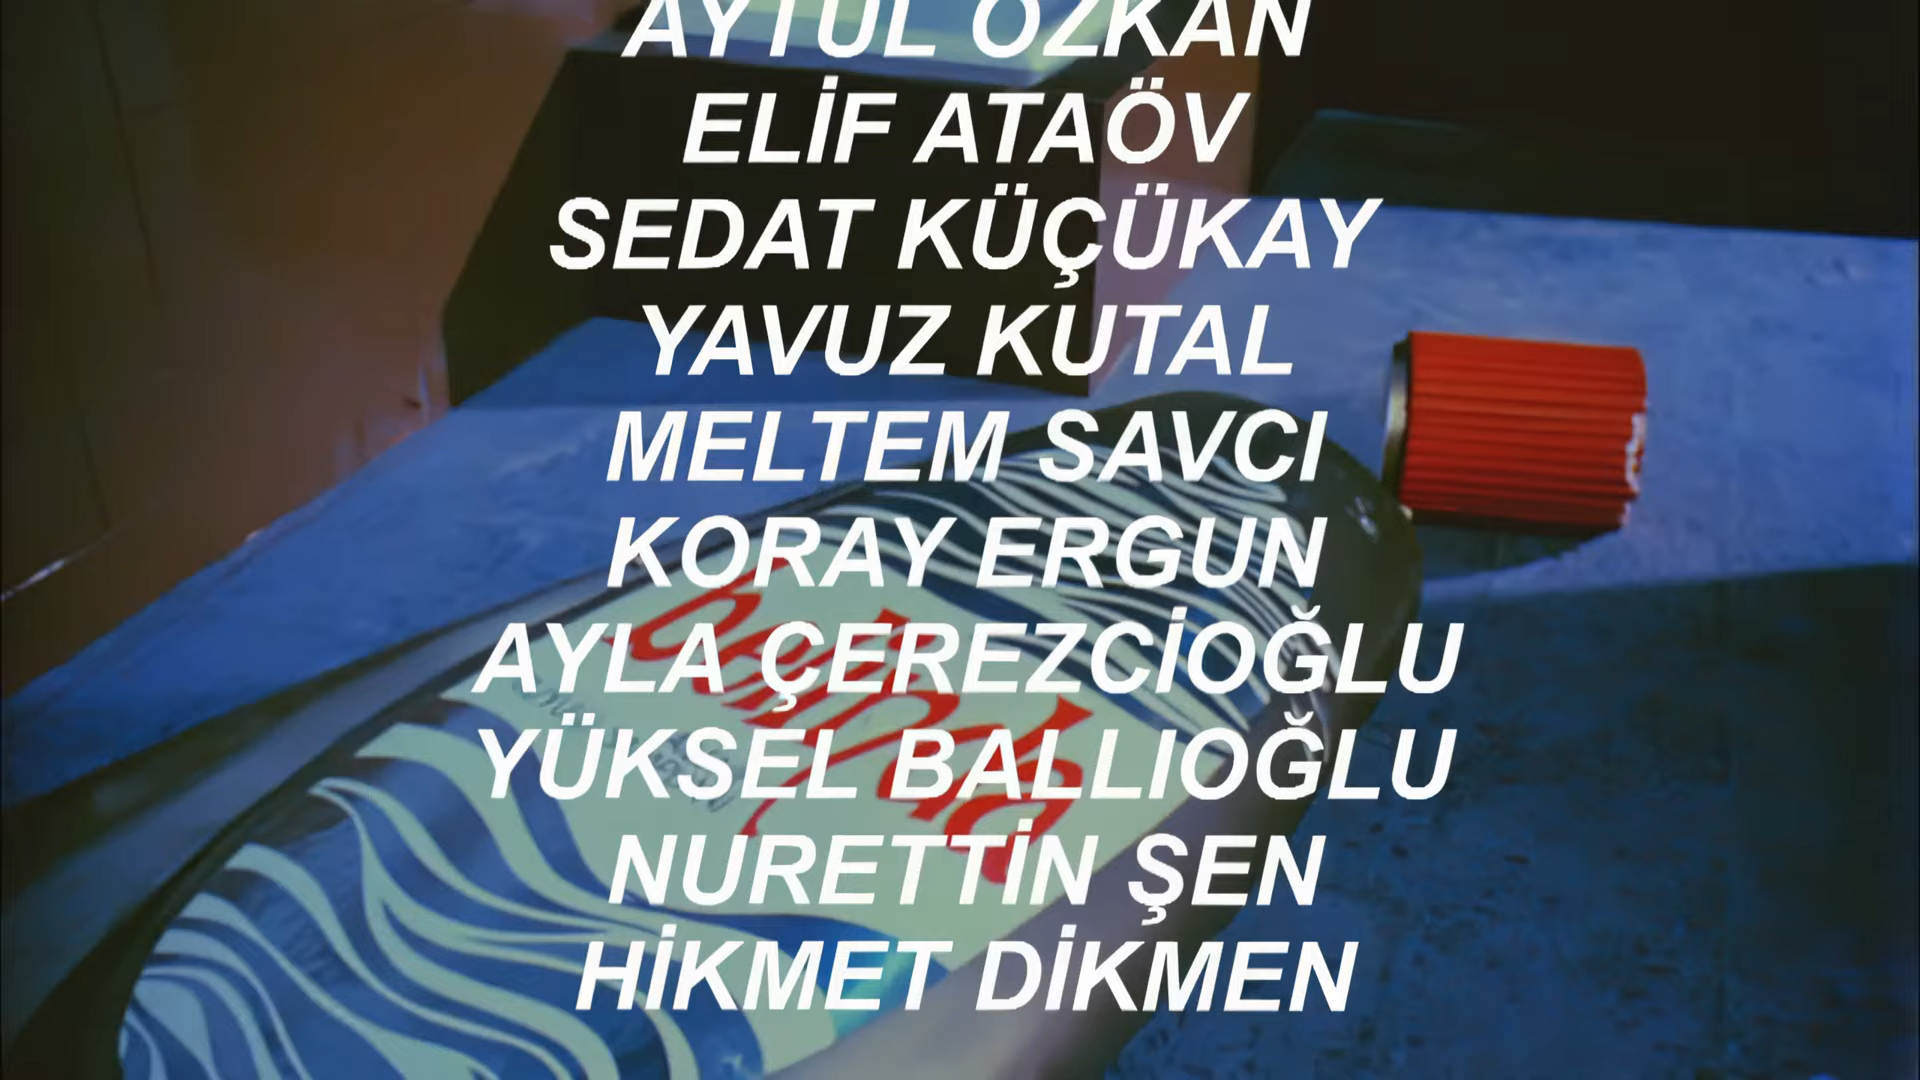 AYTÜL ÖZKAN
ELİF ATAÖV
SEDAT KÜÇÜKAY
YAVUZ KUTAL
MELTEM SAVCI
KORAY ERGUN
AYLA ÇEREZCİOĞLU
YÜKSEL BALLIOĞLU
NURETTİN ŞEN
HİKMET DİKMEN
belinda